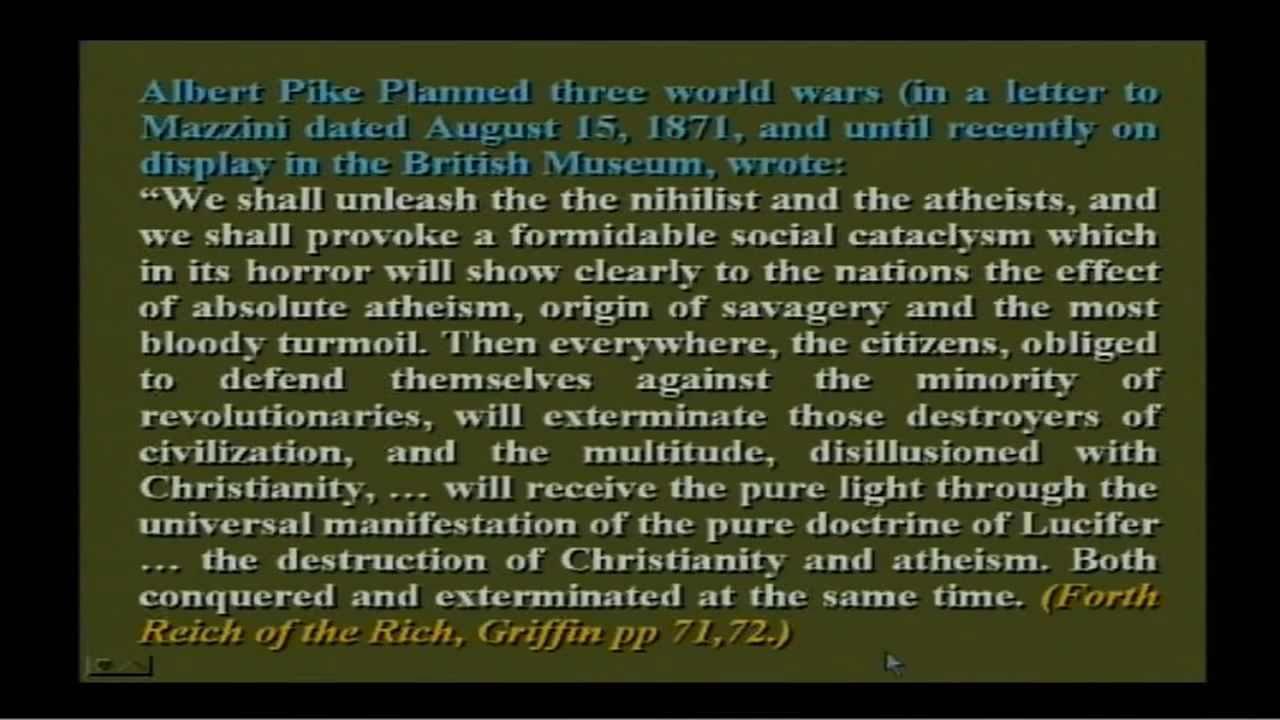 Albert Pike Planned three world wars (in a letter to
Mazzini dated August 15, 1871, and until recently on
display in the British Museum, wrote:
“We shall unleash the the nihilist and the atheists, and
we shall provoke a formidable social cataclysm which
in its horror will show clearly to the nations the effect
of absolute atheism, origin of savagery and the most
bloody turmoil. Then everywhere, the citizens, obliged
to defend themselves against the minority of
revolutionaries, will exterminate those destroyers of
civilization, and the multitude, disillusioned with
Christianity, … will receive the pure light through the
universal manifestation of the pure doctrine of Lucifer
… the destruction of Christianity and atheism. Both
conquered and exterminated at the same time. (Forth
Reich of the Rich, Griffin pp 71,72.)